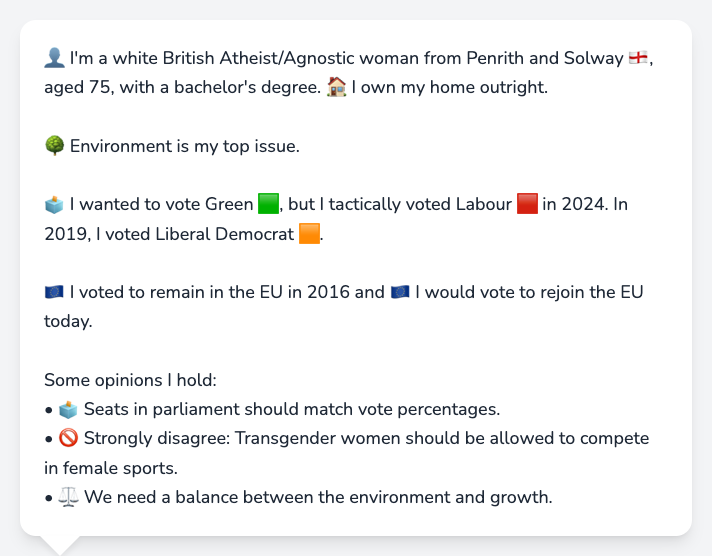 👤 I'm a white British Atheist/Agnostic woman from Penrith and Solway 🏴󠁧󠁢󠁥󠁮󠁧󠁿,
aged 75, with a bachelor's degree. 🏠 I own my home outright.
🌳 Environment is my top issue.
🗳️ I wanted to vote Green 🟩, but I tactically voted Labour 🟥 in 2024. In
2019, I voted Liberal Democrat 🟧.
🇪🇺 I voted to remain in the EU in 2016 and 🇪🇺 I would vote to rejoin the EU
today.
Some opinions I hold:
• 🗳️ Seats in parliament should match vote percentages.
• 🚫 Strongly disagree: Transgender women should be allowed to compete
in female sports.
• ⚖️ We need a balance between the environment and growth.